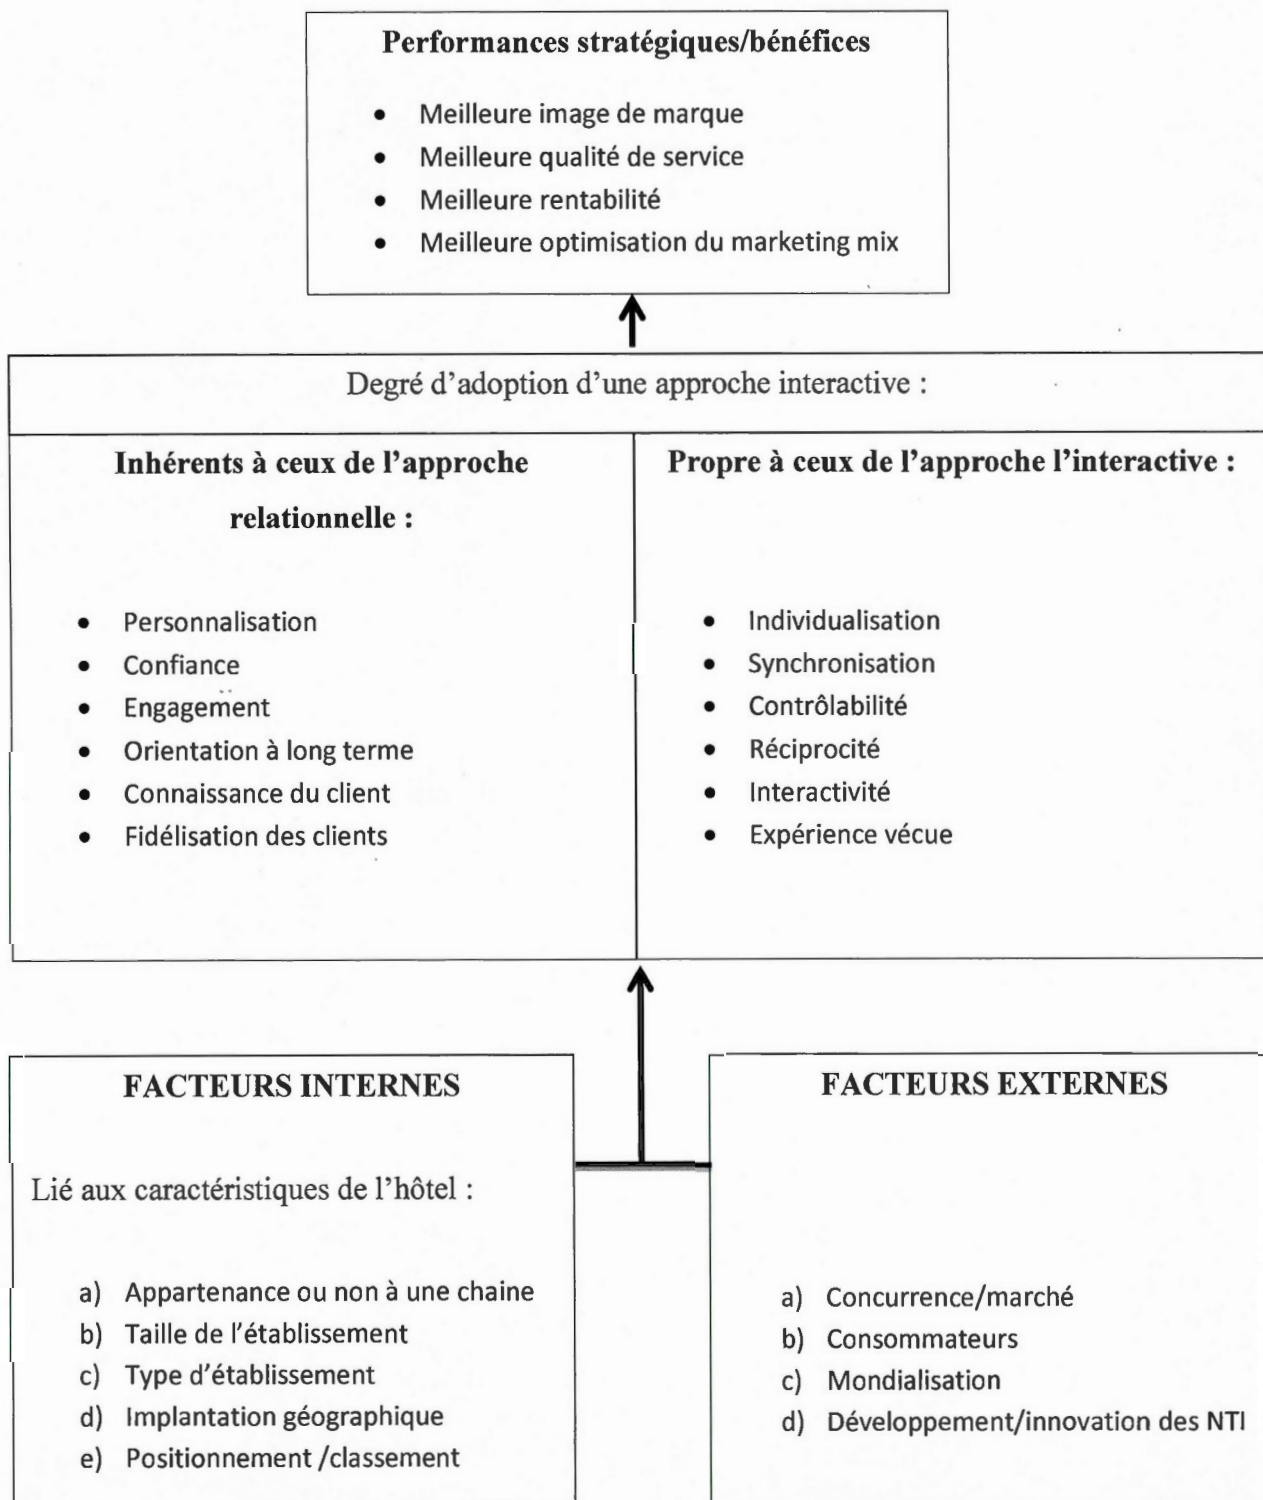 Performances stratégiques/bénéfices
• Meilleure image de marque
• Meilleure qualité de service
• Meilleure rentabilité
• Meilleure optimisation du marketing mix
Degré d'adoption d'une approche interactive :
Inhérents à ceux de l'approche
relationnelle :
• Personnalisation
• Confiance
• Engagement
• Orientation à long terme
• Connaissance du client
• Fidélisation des clients
Propre à ceux de l'approche l'interactive :
• Individualisation
• Synchronisation
• Contrôlabilité
• Réciprocité
• Interactivité
• Expérience vécue
FACTEURS INTERNES
Lié aux caractéristiques de l'hôtel :
a) Appartenance ou non à une chaine
b) Taille de l'établissement
c) Type d'établissement
d) Implantation géographique
e) Positionnement /classement
FACTEURS EXTERNES
a) Concurrence/marché
b) Consommateurs
c) Mondialisation
d) Développement/innovation des NTI